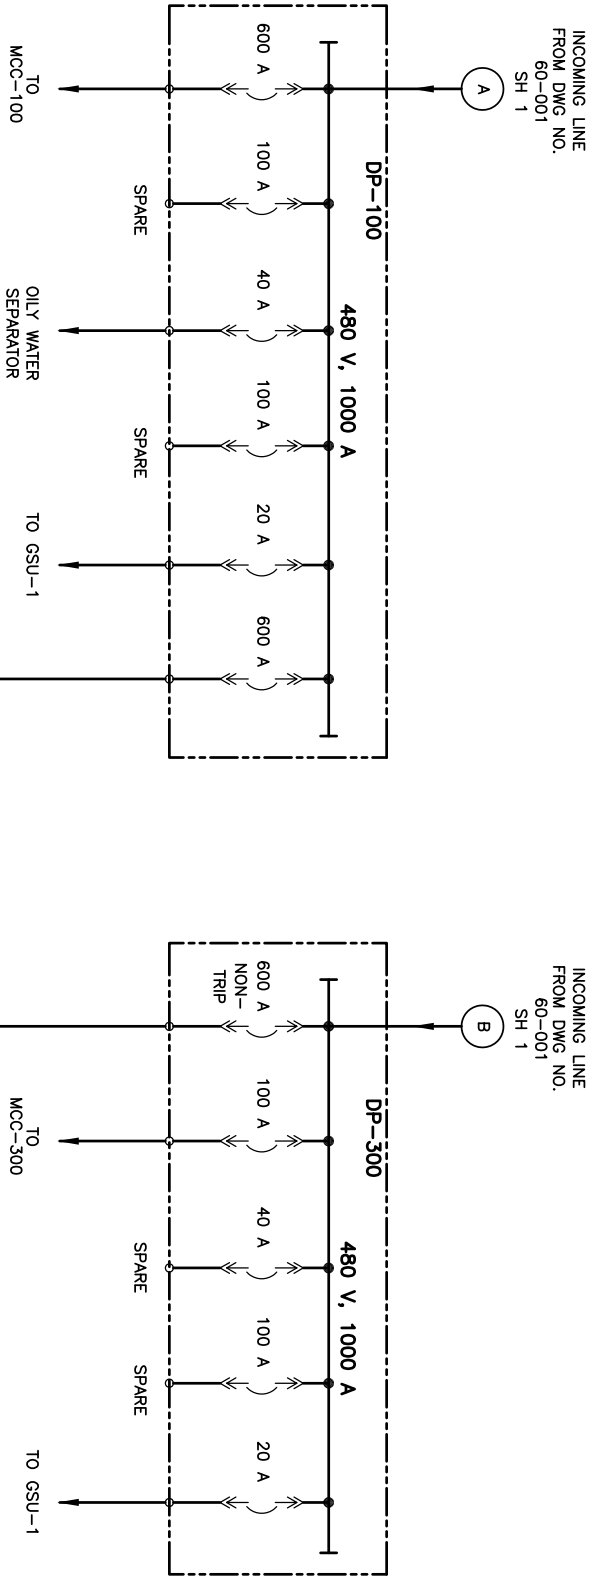 INCOMING LINE
FROM DWG NO.
60-001
SH 1
A
DP-100
480 V, 1000 A
600 A
100 A
40 A
100 A
20 A
600 A
TO
MCC-100
SPARE
OILY WATER
SEPARATOR
SPARE
TO GSU-1
INCOMING LINE
FROM DWG NO.
60-001
SH 1
B
DP-300
480 V, 1000 A
600 A
NON-
TRIP
100 A
40 A
100 A
20 A
TO
MCC-300
SPARE
SPARE
TO GSU-1